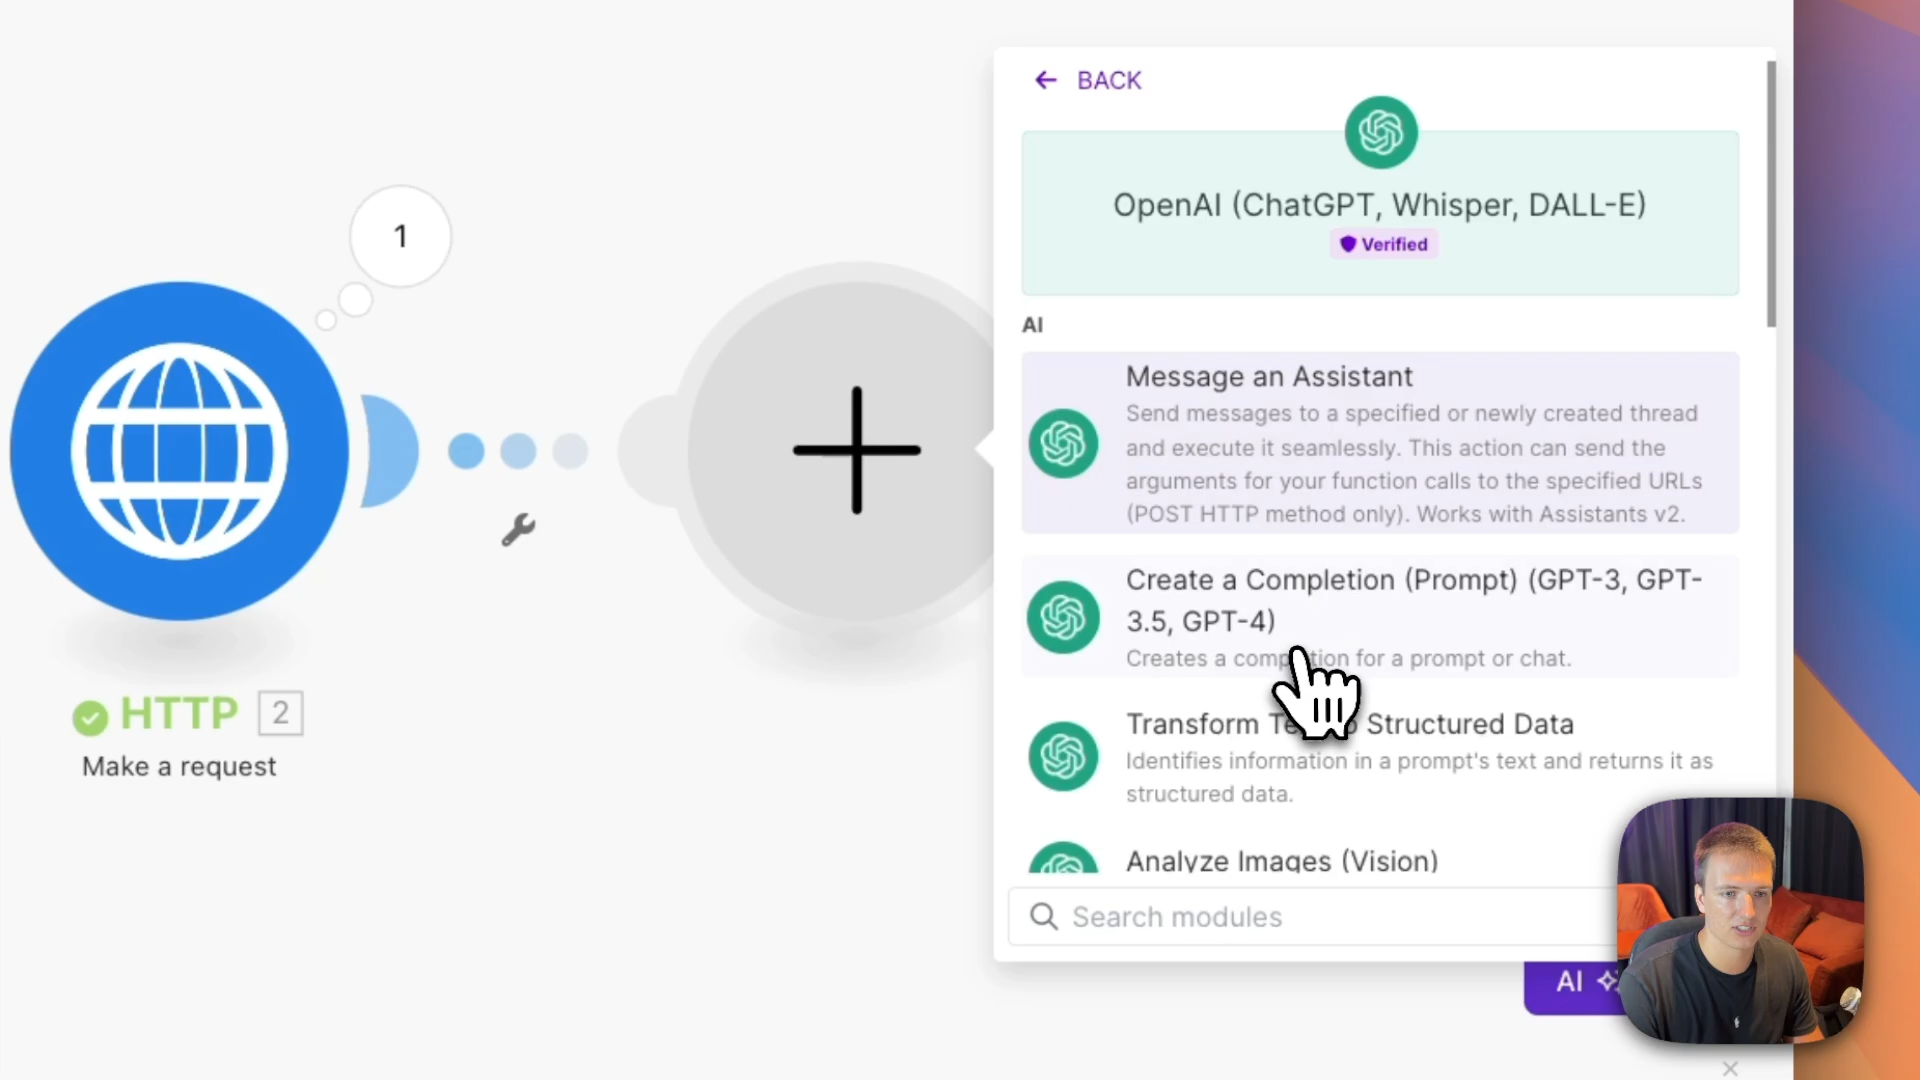 ← BACK
OpenAI (ChatGPT, Whisper, DALL-E)
Verified
AI
Message an Assistant
Send messages to a specified or newly created thread
and execute it seamlessly. This action can send the
arguments for your function calls to the specified URLs
(POST HTTP method only). Works with Assistants v2.
Create a Completion (Prompt) (GPT-3, GPT-
3.5, GPT-4)
Creates a completion for a prompt or chat.
Transform Structured Data
Identifies information in a prompt's text and returns it as
structured data.
Analyze Images (Vision)
Search modules
AI
1
HTTP 2
Make a request